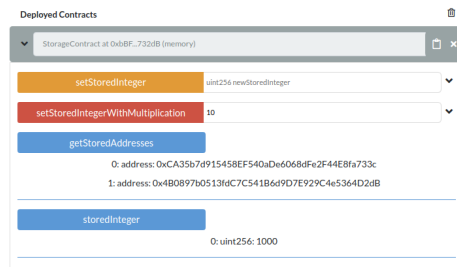 Deployed Contracts
StorageContract at 0xbBF...732dB (memory)
setStoredInteger uint256 newStoredInteger
setStoredIntegerWithMultiplication 10
getStoredAddresses
0: address: 0xCA35b7d915458EF540aDe6068dFe2F44E8fa733c
1: address: 0x4B0897b0513fdC7C541B6d9D7E929C4e5364D2dB
storedInteger
0: uint256: 1000